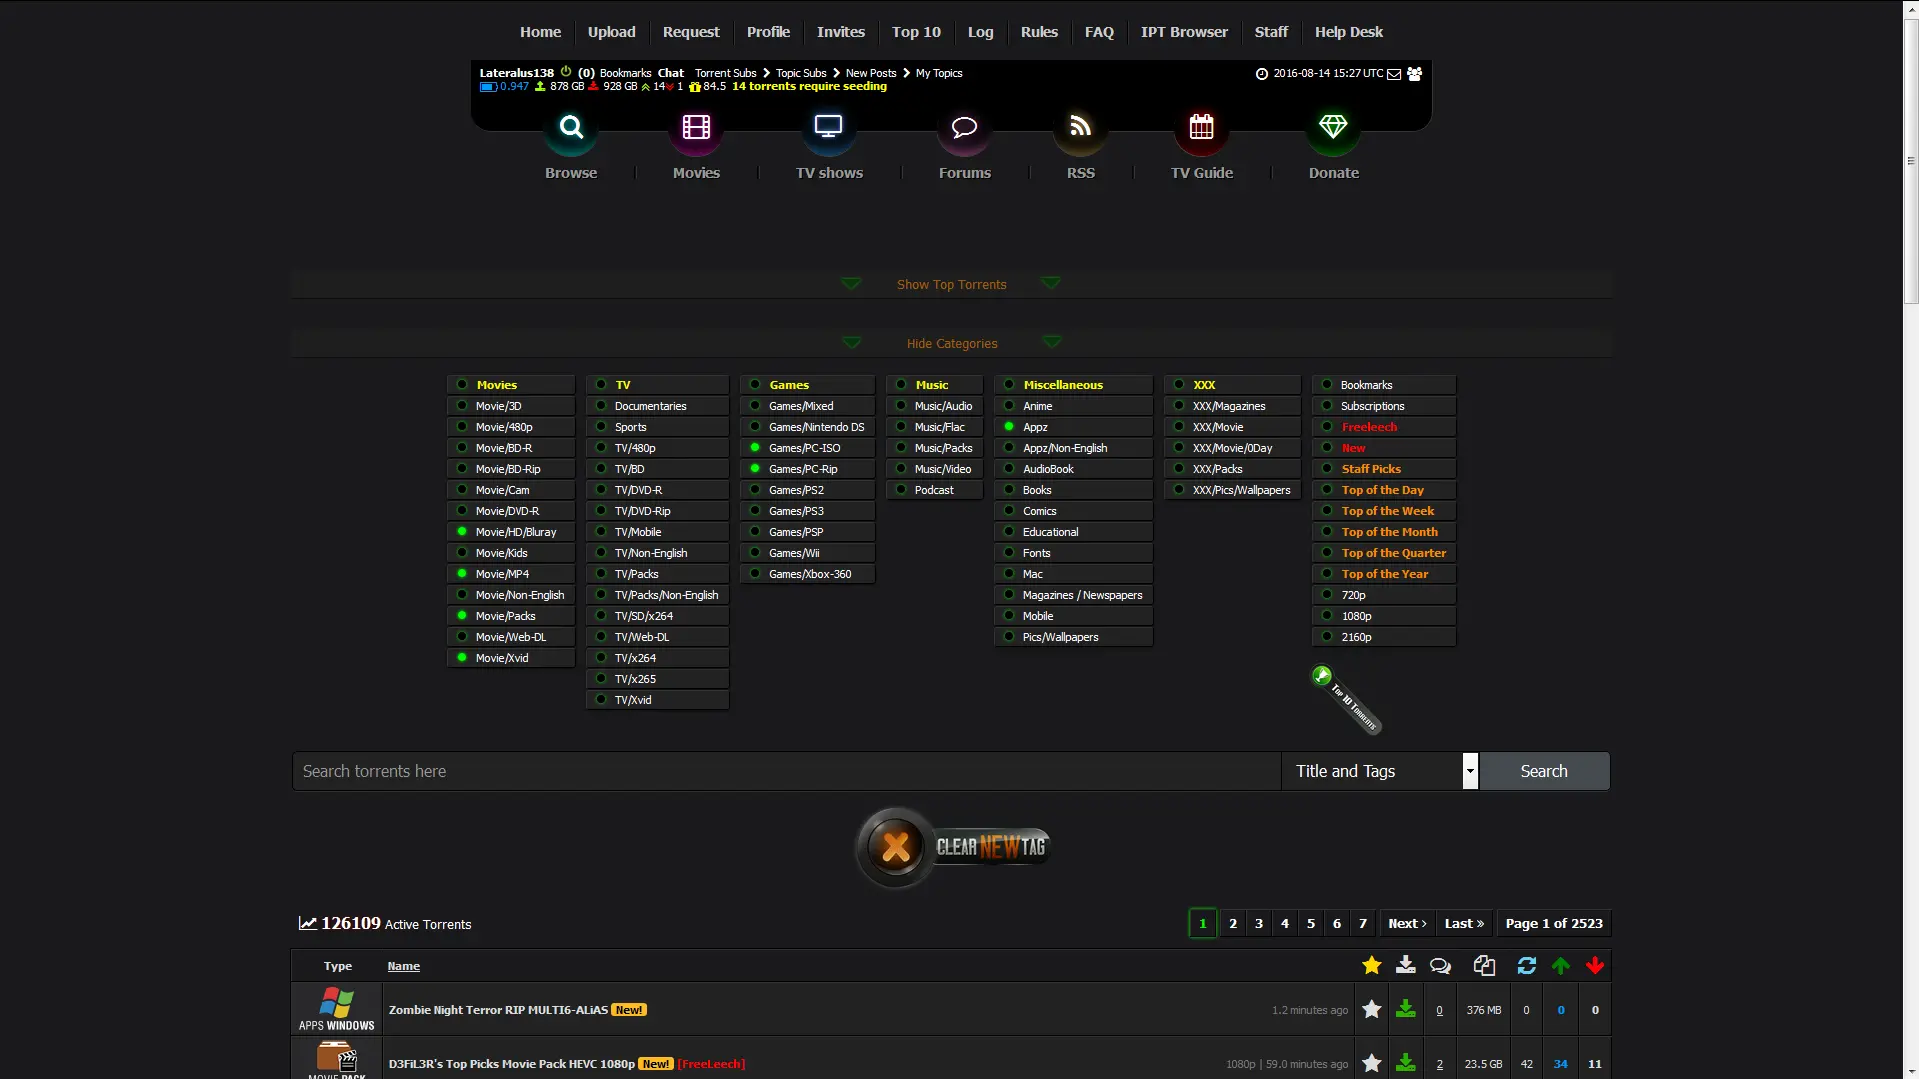 Home Upload Request Profile Invites Top 10 Log Rules FAQ IPT Browser Staff Help Desk
Lateralus138 (0) Bookmarks Chat Torrent Subs Topic Subs New Posts My Topics 2016-08-14 15:27 UTC
0.947 878 GB 928 GB 14 1 84.5 14 torrents require seeding
Browse Movies TV shows Forums RSS TV Guide Donate
Show Top Torrents
Hide Categories
Movies TV Games Music Miscellaneous XXX Bookmarks
Movie/3D Documentaries Games/Mixed Music/Audio Anime XXX/Magazines Subscriptions
Movie/480p Sports Games/Nintendo DS Music/Flac Appz XXX/Movie Freeleech
Movie/BD-R TV/480p Games/PC-ISO Music/Packs Appz/Non-English XXX/Movie/0Day New
Movie/BD-Rip TV/BD Games/PC-Rip Music/Video AudioBook XXX/Packs Staff Picks
Movie/Cam TV/DVD-R Games/PS2 Podcast Books XXX/Pics/Wallpapers Top of the Day
Movie/DVD-R TV/DVD-Rip Games/PS3 Comics Top of the Week
Movie/HD/Bluray TV/Mobile Games/PSP Educational Top of the Month
Movie/Kids TV/Non-English Games/Wii Fonts Top of the Quarter
Movie/MP4 TV/Packs Games/Xbox-360 Mac Top of the Year
Movie/Non-English TV/Packs/Non-English Magazines / Newspapers 720p
Movie/Packs TV/SD/x264 Mobile 1080p
Movie/Web-DL TV/Web-DL Pics/Wallpapers 2160p
Movie/Xvid TV/x264
TV/x265
TV/Xvid
Top 10 Torrents
Search torrents here Title and Tags Search
CLEAR NEW TAG
126109 Active Torrents 1 2 3 4 5 6 7 Next › Last » Page 1 of 2523
Type Name
APPS WINDOWS Zombie Night Terror RIP MULTI6-ALiAS New! 1.2 minutes ago 0 376 MB 0 0 0
MOVIE PACK D3FiL3R's Top Picks Movie Pack HEVC 1080p New! [FreeLeech] 1080p | 59.0 minutes ago 2 23.5 GB 42 34 11